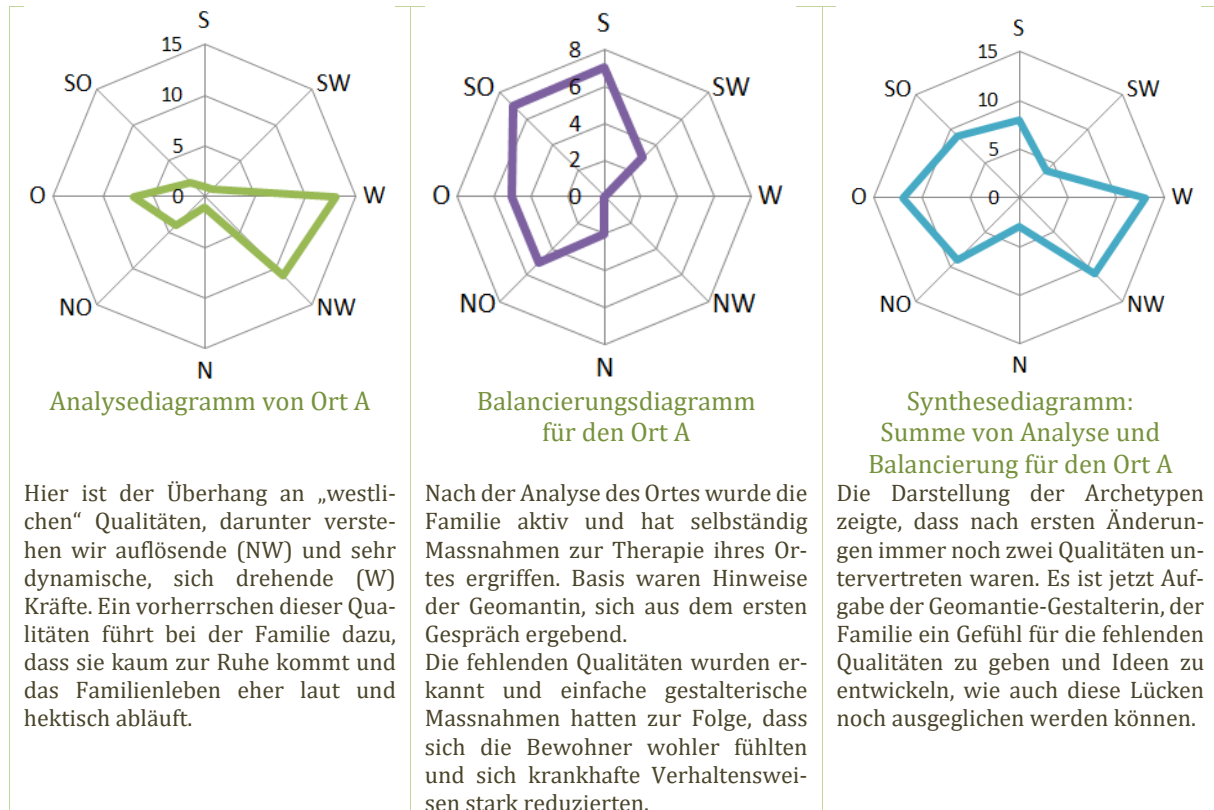 S
15
SO
SW
10
5
O
0
W
NO
NW
N
Analysediagramm von Ort A
Hier ist der Überhang an „westli-
chen“ Qualitäten, darunter verste-
hen wir auflösende (NW) und sehr
dynamische, sich drehende (W)
Kräfte. Ein vorherrschen dieser Qua-
litäten führt bei der Familie dazu,
dass sie kaum zur Ruhe kommt und
das Familienleben eher laut und
hektisch abläuft.
S
8
SO
SW
6
4
2
O
0
W
NO
NW
N
Balancierungsdiagramm
für den Ort A
Nach der Analyse des Ortes wurde die
Familie aktiv und hat selbständig
Massnahmen zur Therapie ihres Or-
tes ergriffen. Basis waren Hinweise
der Geomantin, sich aus dem ersten
Gespräch ergebend.
Die fehlenden Qualitäten wurden er-
kannt und einfache gestalterische
Massnahmen hatten zur Folge, dass
sich die Bewohner wohler fühlten
und sich krankhafte Verhaltenswei-
sen stark reduzierten.
S
15
SO
SW
10
5
O
0
W
NO
NW
N
Synthesediagramm:
Summe von Analyse und
Balancierung für den Ort A
Die Darstellung der Archetypen
zeigte, dass nach ersten Änderun-
gen immer noch zwei Qualitäten un-
tervertreten waren. Es ist jetzt Auf-
gabe der Geomantie-Gestalterin, der
Familie ein Gefühl für die fehlenden
Qualitäten zu geben und Ideen zu
entwickeln, wie auch diese Lücken
noch ausgeglichen werden können.